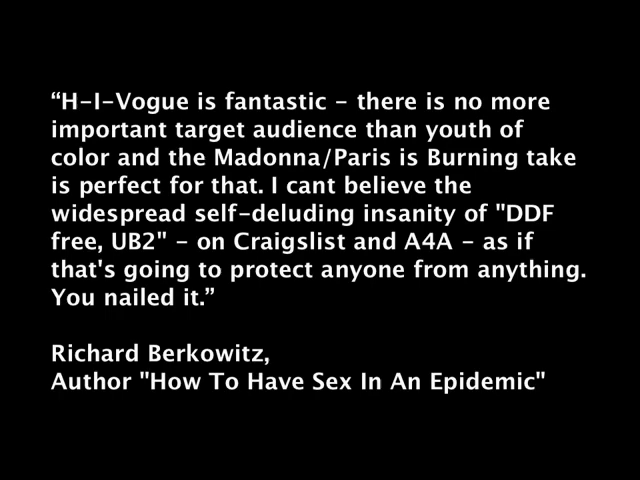 “H-I-Vogue is fantastic - there is no more
important target audience than youth of
color and the Madonna/Paris is Burning take
is perfect for that. I cant believe the
widespread self-deluding insanity of "DDF
free, UB2" - on Craigslist and A4A - as if
that's going to protect anyone from anything.
You nailed it.”
Richard Berkowitz,
Author "How To Have Sex In An Epidemic"